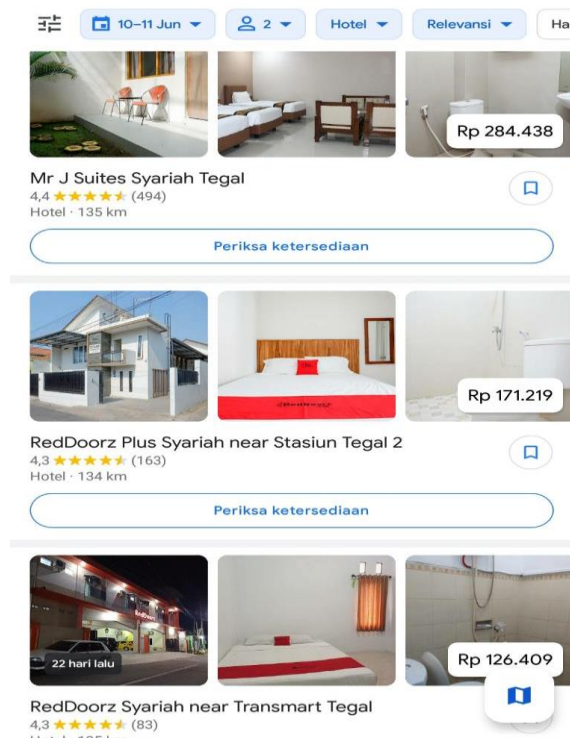 10–11 Jun
2
Hotel
Relevansi
Ha
Rp 284.438
Mr J Suites Syariah Tegal
4,4 (494)
Hotel · 135 km
Periksa ketersediaan
RedDoorz
Rp 171.219
RedDoorz Plus Syariah near Stasiun Tegal 2
4,3 (163)
Hotel · 134 km
Periksa ketersediaan
RedDoorz
22 hari lalu
Rp 126.409
RedDoorz Syariah near Transmart Tegal
4,3 (83)